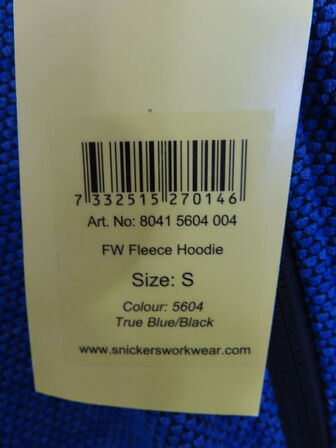 7 332515 270146
Art. No: 8041 5604 004
FW Fleece Hoodie
Size: S
Colour: 5604
True Blue/Black
www.snickersworkwear.com